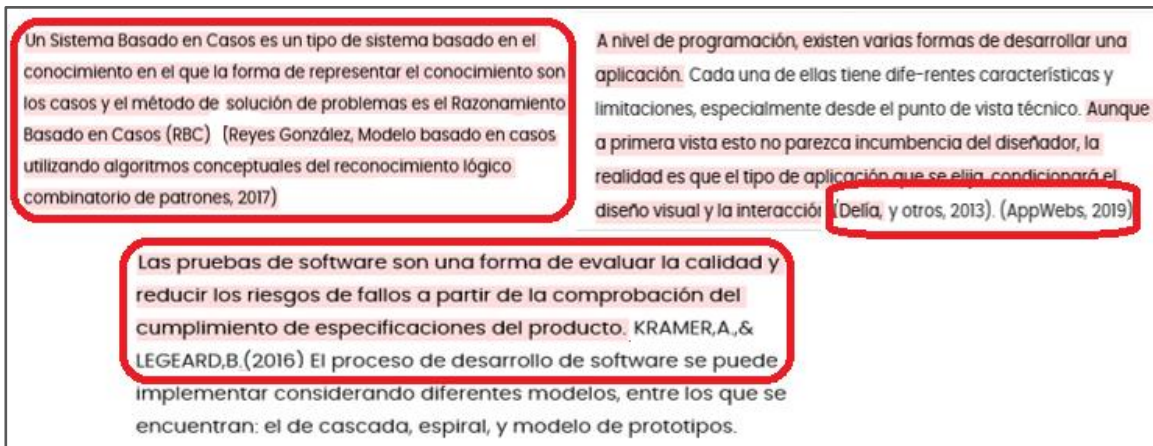 Un Sistema Basado en Casos es un tipo de sistema basado en el
conocimiento en el que la forma de representar el conocimiento son
los casos y el método de solución de problemas es el Razonamiento
Basado en Casos (RBC) [Reyes González, Modelo basado en casos
utilizando algoritmos conceptuales del reconocimiento lógico
combinatorio de patrones, 2017)
A nivel de programación, existen varias formas de desarrollar una
aplicación. Cada una de ellas tiene dife-rentes características y
limitaciones, especialmente desde el punto de vista técnico. Aunque
a primera vista esto no parezca incumbencia del diseñador, la
realidad es que el tipo de aplicación que se elija, condicionará el
diseño visual y la interacción (Delía, y otros, 2013). (AppWebs, 2019)
Las pruebas de software son una forma de evaluar la calidad y
reducir los riesgos de fallos a partir de la comprobación del
cumplimiento de especificaciones del producto. KRAMER,A.,&
LEGEARD,B.(2016) El proceso de desarrollo de software se puede
implementar considerando diferentes modelos, entre los que se
encuentran: el de cascada, espiral, y modelo de prototipos.